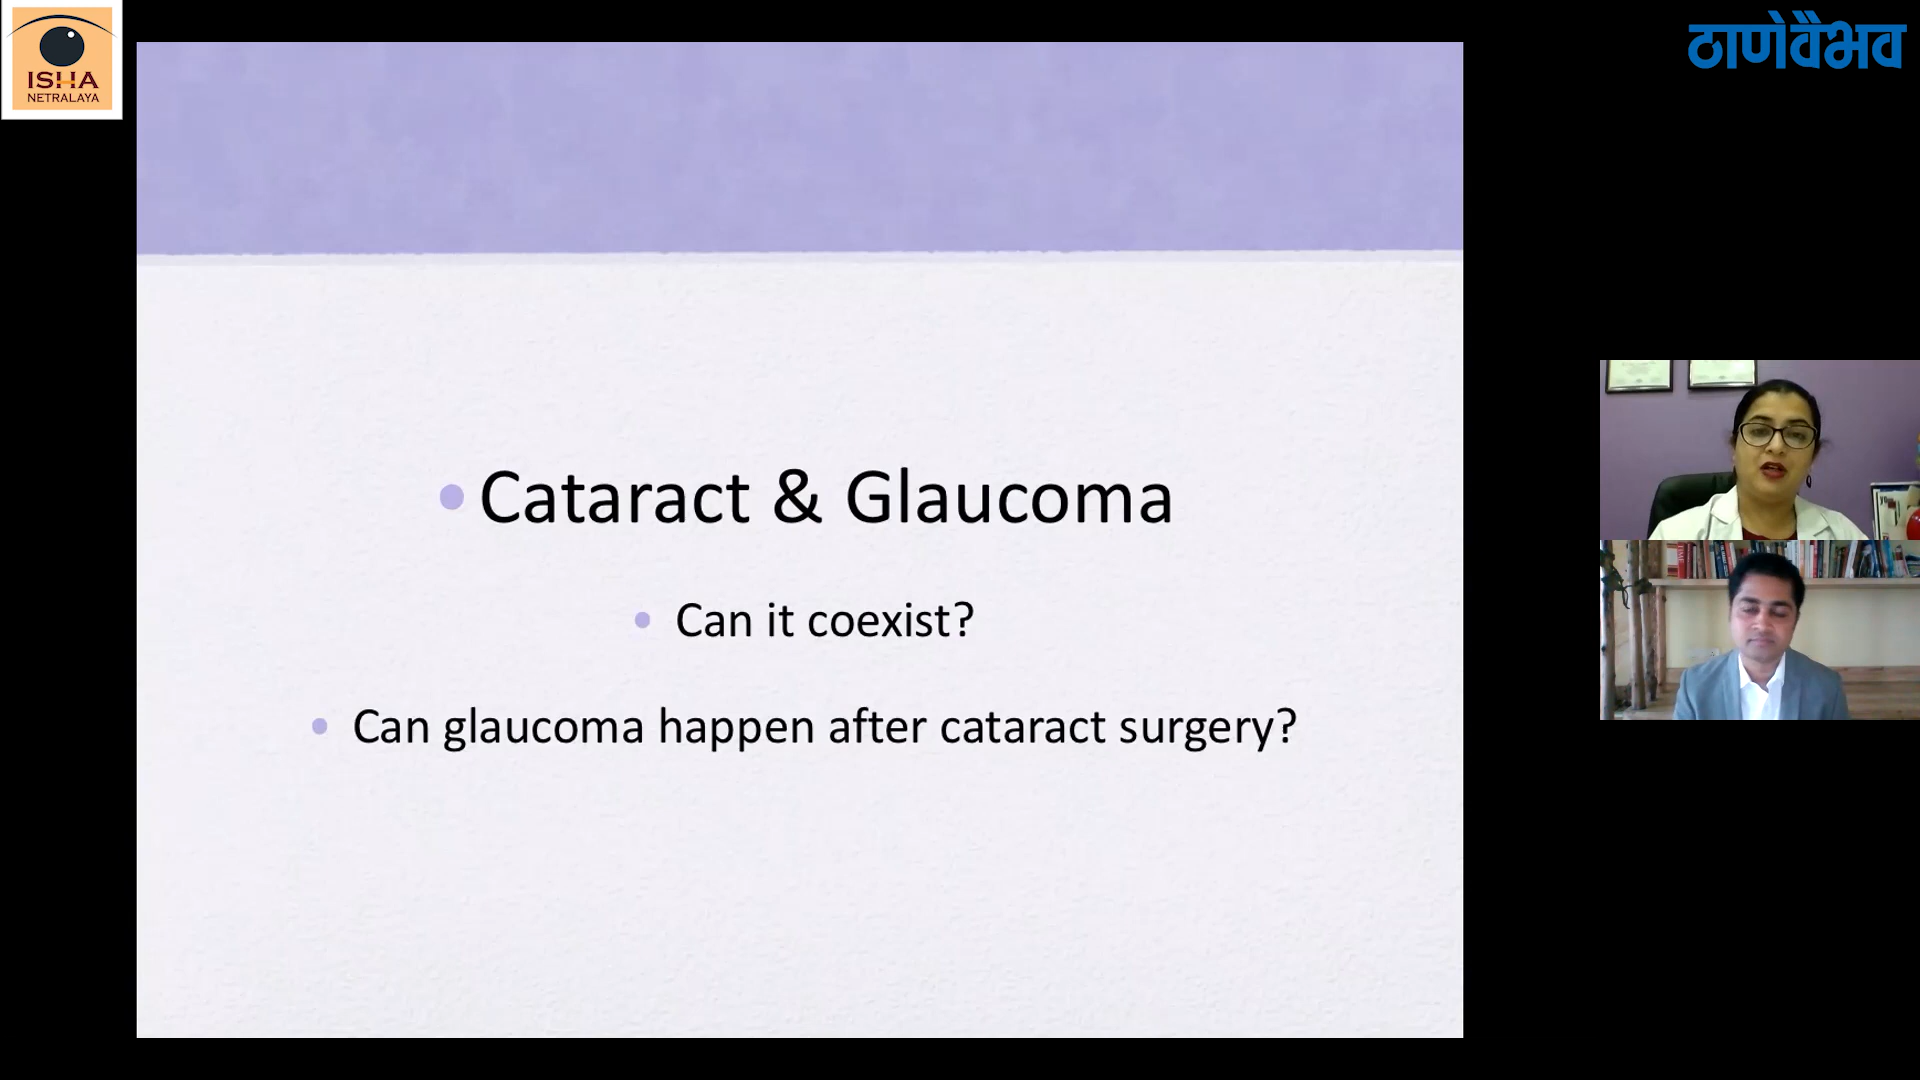 ISHA
NETRALAYA
ठाणेवैभव
• Cataract & Glaucoma
• Can it coexist?
• Can glaucoma happen after cataract surgery?